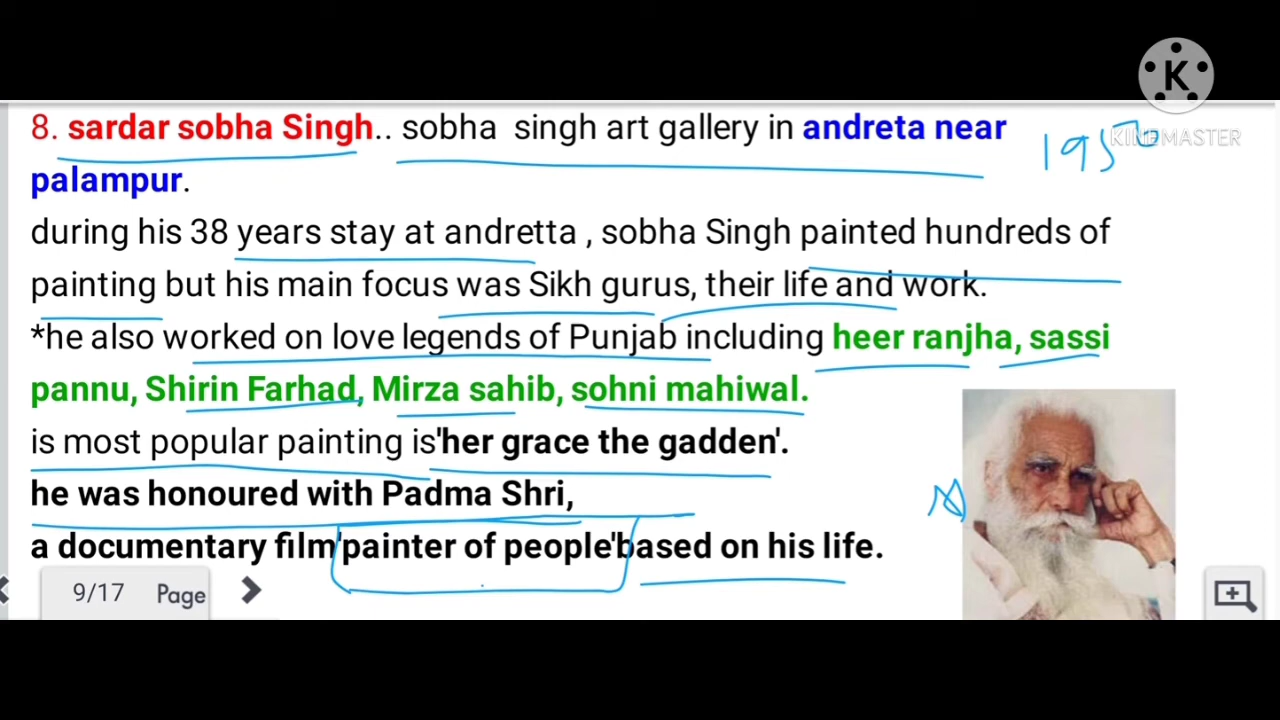 K
KINEMASTER
8. sardar sobha Singh.. sobha singh art gallery in andreta near
palampur.
during his 38 years stay at andretta , sobha Singh painted hundreds of
painting but his main focus was Sikh gurus, their life and work.
*he also worked on love legends of Punjab including heer ranjha, sassi
pannu, Shirin Farhad, Mirza sahib, sohni mahiwal.
is most popular painting is'her grace the gadden'.
he was honoured with Padma Shri,
a documentary film'painter of people'based on his life.
9/17 Page